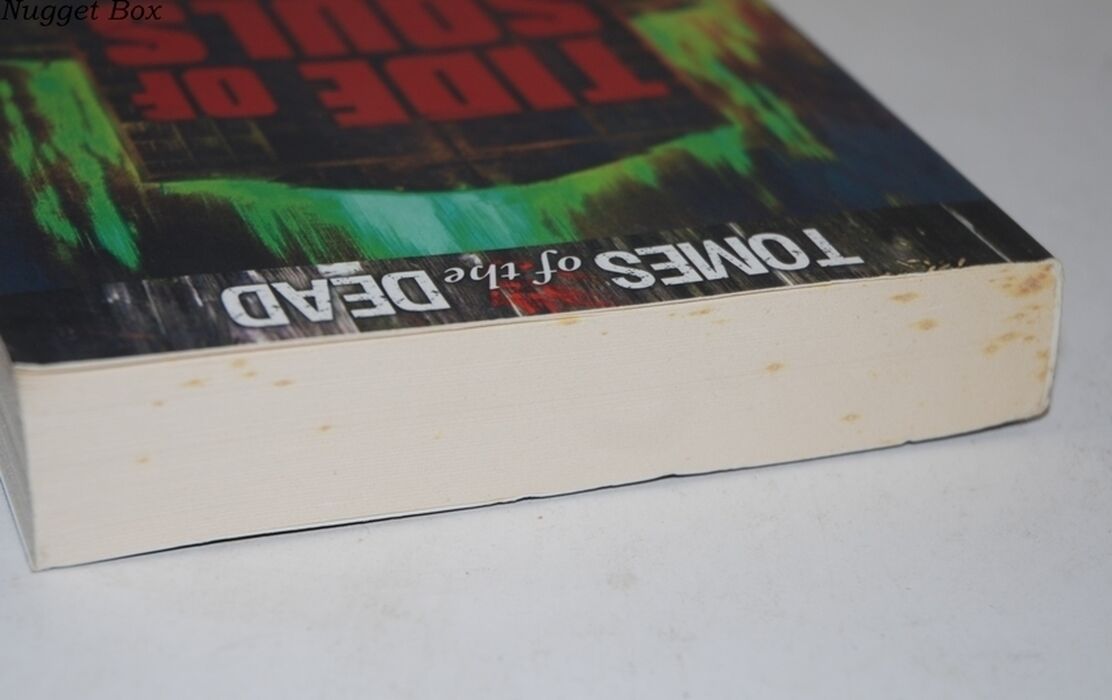 Nugget Box
TOMES of the DEAD
TIDE OF
SOULS